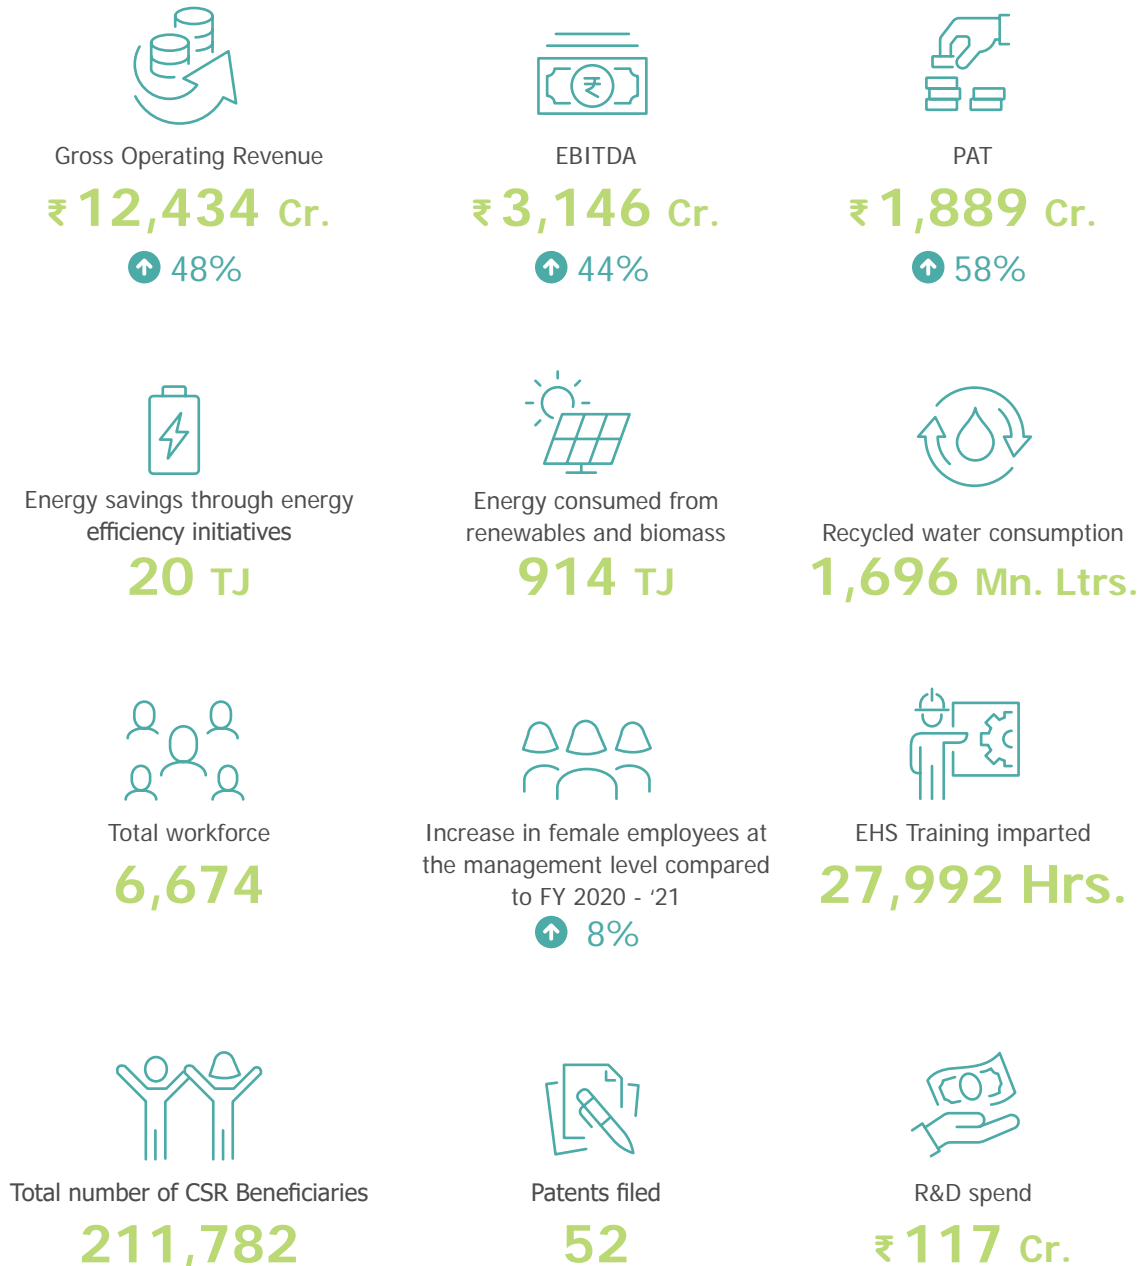 Gross Operating Revenue
₹ 12,434 Cr.
48%
₹
EBITDA
₹ 3,146 Cr.
44%
PAT
₹ 1,889 Cr.
58%
Energy savings through energy
efficiency initiatives
20 TJ
Energy consumed from
renewables and biomass
914 TJ
Recycled water consumption
1,696 Mn. Ltrs.
Total workforce
6,674
Increase in female employees at
the management level compared
to FY 2020 - ‘21
8%
EHS Training imparted
27,992 Hrs.
Total number of CSR Beneficiaries
211,782
Patents filed
52
R&D spend
₹ 117 Cr.